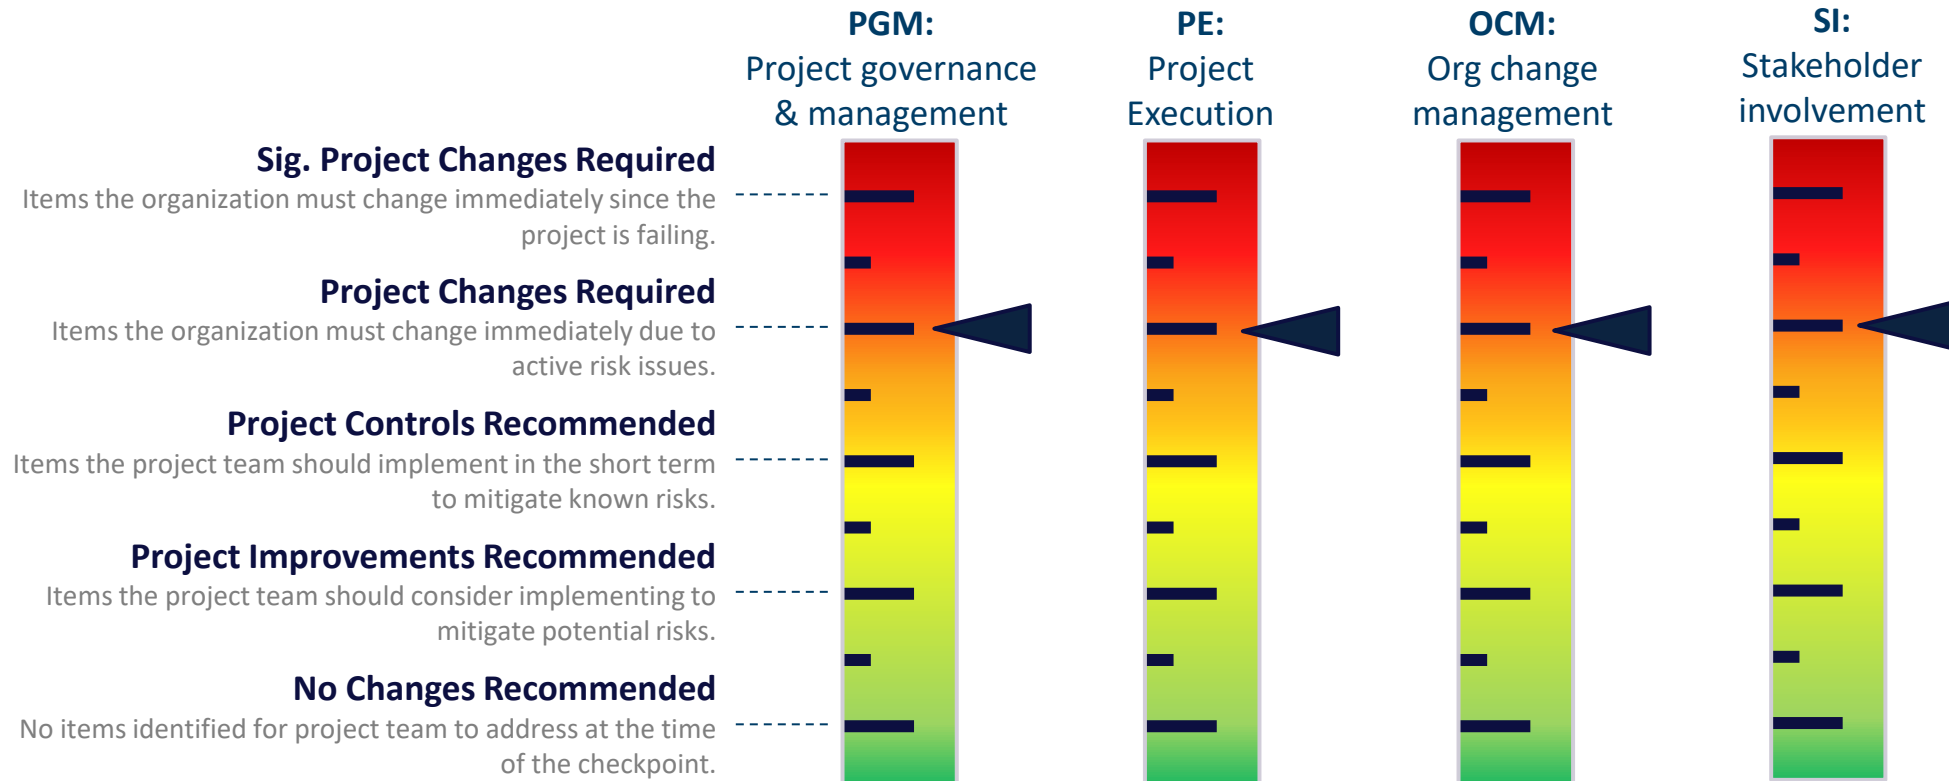 PGM:
Project governance
& management
PE:
Project
Execution
OCM:
Org change
management
SI:
Stakeholder
involvement
Sig. Project Changes Required
Items the organization must change immediately since the
project is failing.
Project Changes Required
Items the organization must change immediately due to
active risk issues.
Project Controls Recommended
Items the project team should implement in the short term
to mitigate known risks.
Project Improvements Recommended
Items the project team should consider implementing to
mitigate potential risks.
No Changes Recommended
No items identified for project team to address at the time
of the checkpoint.